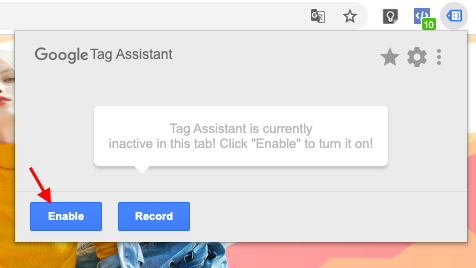 10
Google Tag Assistant
Tag Assistant is currently
inactive in this tab! Click "Enable" to turn it on!
Enable
Record